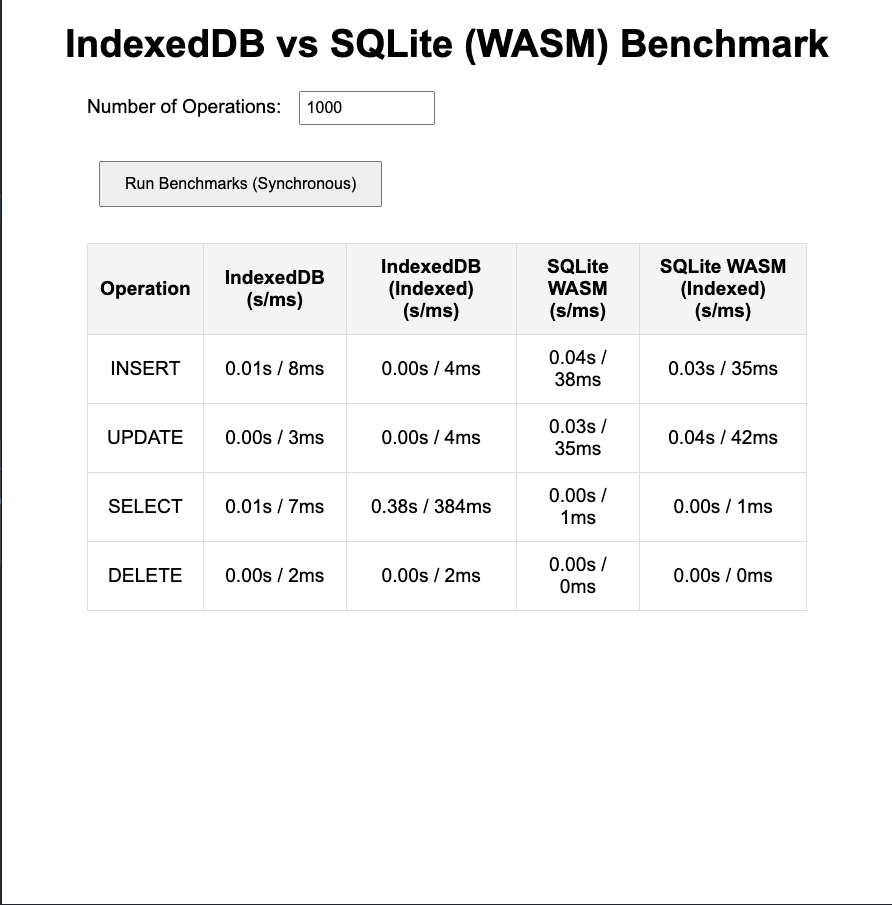 IndexedDB vs SQLite (WASM) Benchmark
Number of Operations: 1000
Run Benchmarks (Synchronous)
Operation
IndexedDB
(s/ms)
IndexedDB
(Indexed)
(s/ms)
SQLite
WASM
(s/ms)
SQLite WASM
(Indexed)
(s/ms)
INSERT
0.01s / 8ms
0.00s / 4ms
0.04s /
38ms
0.03s / 35ms
UPDATE
0.00s / 3ms
0.00s / 4ms
0.03s /
35ms
0.04s / 42ms
SELECT
0.01s / 7ms
0.38s / 384ms
0.00s /
1ms
0.00s / 1ms
DELETE
0.00s / 2ms
0.00s / 2ms
0.00s /
0ms
0.00s / 0ms